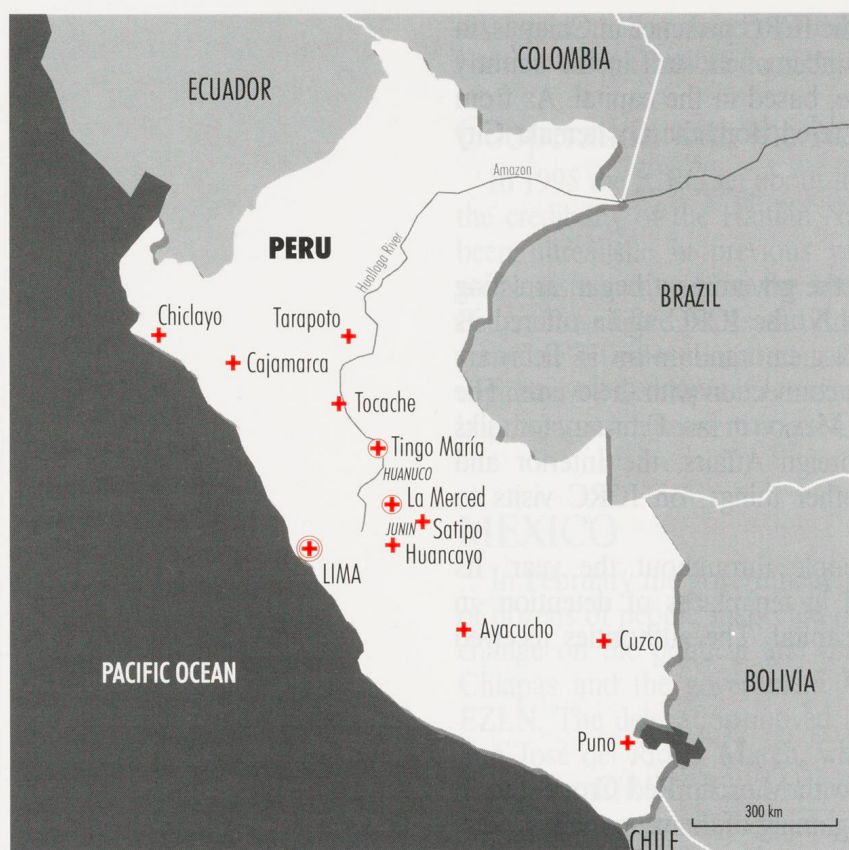 COLOMBIA
ECUADOR
Amazon
PERU
Huallaga River
BRAZIL
Chiclayo
Tarapoto
Cajamarca
Tocache
Tingo María
HUANUCO
La Merced
JUNIN
Satipo
Huancayo
LIMA
Ayacucho
Cuzco
PACIFIC OCEAN
BOLIVIA
Puno
300 km
CHILE